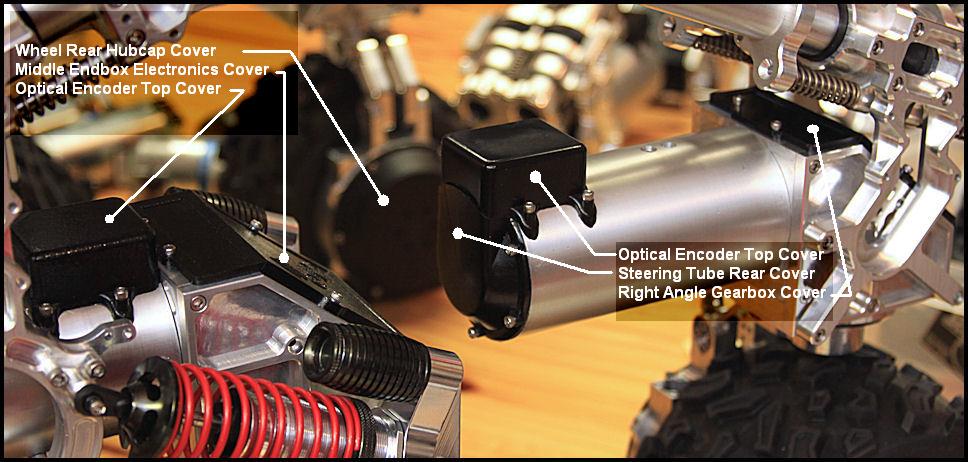 Wheel Rear Hubcap Cover
Middle Endbox Electronics Cover
Optical Encoder Top Cover
Optical Encoder Top Cover
Steering Tube Rear Cover
Right Angle Gearbox Cover